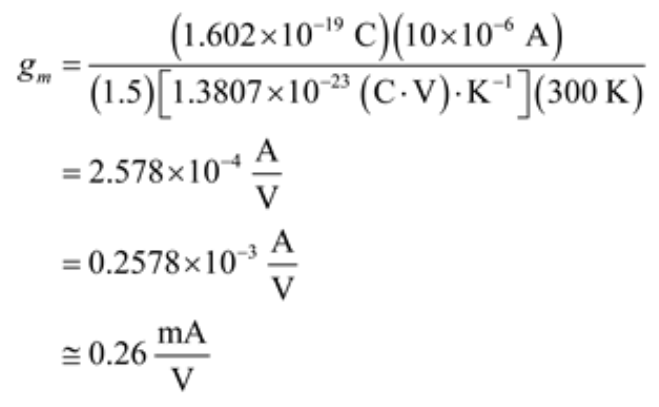 gₘ = (1.602×10⁻¹⁹ C)(10×10⁻⁶ A) / (1.5)[1.3807×10⁻²³ (C·V)·K⁻¹](300 K)
= 2.578×10⁻⁴ A/V
= 0.2578×10⁻³ A/V
≅ 0.26 mA/V